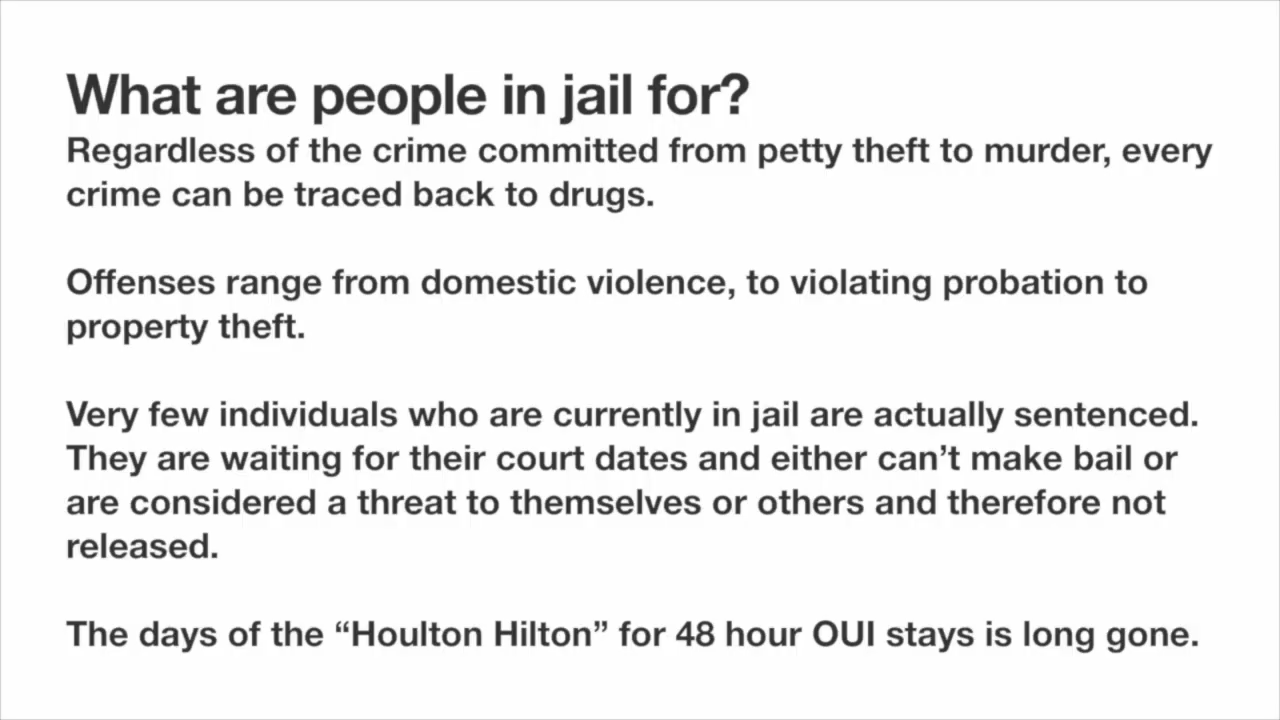 What are people in jail for?
Regardless of the crime committed from petty theft to murder, every
crime can be traced back to drugs.
Offenses range from domestic violence, to violating probation to
property theft.
Very few individuals who are currently in jail are actually sentenced.
They are waiting for their court dates and either can’t make bail or
are considered a threat to themselves or others and therefore not
released.
The days of the “Houlton Hilton” for 48 hour OUI stays is long gone.